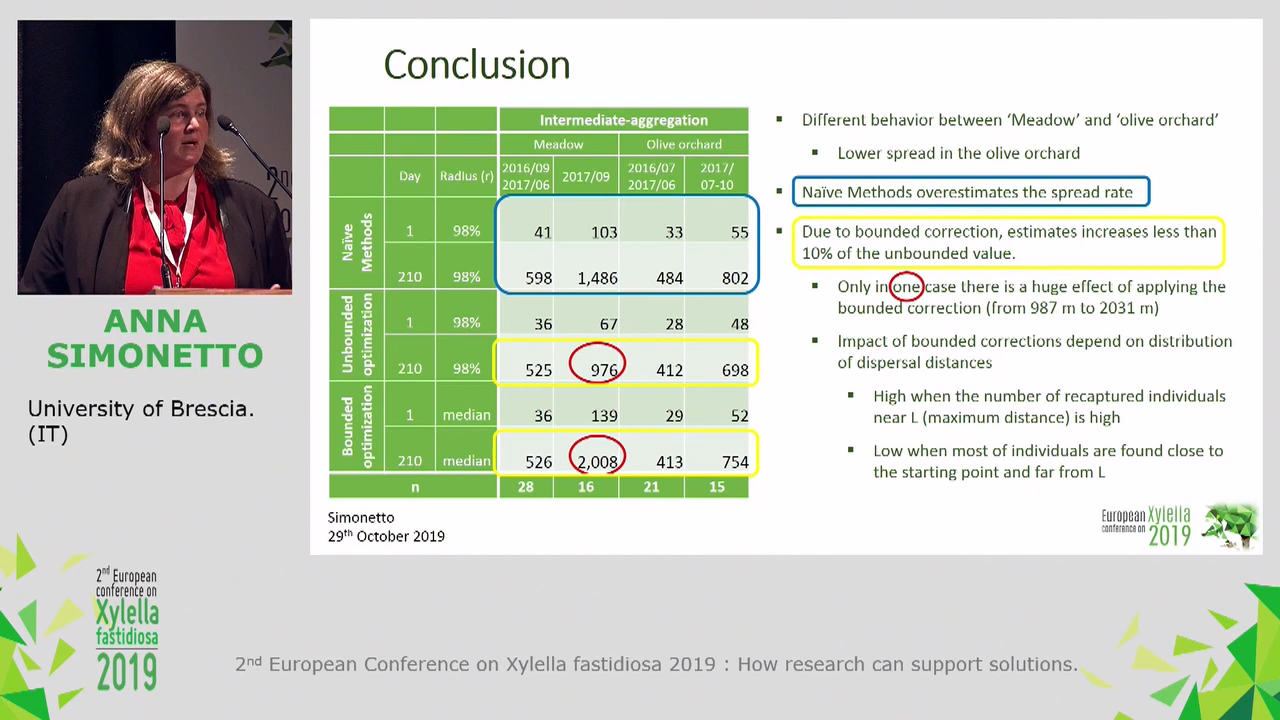 Conclusion
Intermediate-aggregation
Meadow Olive orchard
Day Radius (r) 2016/09 2017/06 2017/09 2016/07 2017/06 2017/ 07-10
Naïve Methods
1 98% 41 103 33 55
210 98% 598 1,486 484 802
Unbounded optimization
1 98% 36 67 28 48
210 98% 525 976 412 698
Bounded optimization
1 median 36 139 29 52
210 median 526 2,008 413 754
n 28 16 21 15
▪ Different behavior between ‘Meadow’ and ‘olive orchard’
▪ Lower spread in the olive orchard
▪ Naïve Methods overestimates the spread rate
▪ Due to bounded correction, estimates increases less than
10% of the unbounded value.
▪ Only in one case there is a huge effect of applying the
bounded correction (from 987 m to 2031 m)
▪ Impact of bounded corrections depend on distribution
of dispersal distances
▪ High when the number of recaptured individuals
near L (maximum distance) is high
▪ Low when most of individuals are found close to
the starting point and far from L
Simonetto
29th October 2019
European Xylella
conference on 2019
ANNA
SIMONETTO
University of Brescia.
(IT)
2nd European
conference on
Xylella
fastidiosa
2019
2nd European Conference on Xylella fastidiosa 2019 : How research can support solutions.